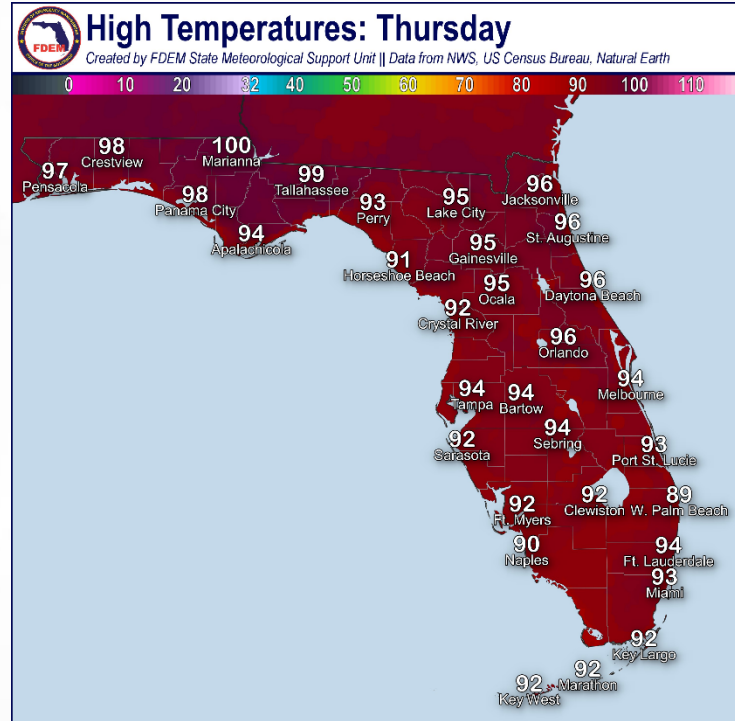 High Temperatures: Thursday
Created by FDEM State Meteorological Support Unit || Data from NWS, US Census Bureau, Natural Earth
FDEM
0 10 20 32 40 50 60 70 80 90 100 110
97
Pensacola
98
Crestview
100
Marianna
98
Panama City
94
Apalachicola
99
Tallahassee
93
Perry
95
Lake City
96
Jacksonville
96
St. Augustine
91
Horseshoe Beach
95
Gainesville
95
Ocala
96
Daytona Beach
92
Crystal River
96
Orlando
94
Tampa
94
Bartow
94
Melbourne
92
Sarasota
94
Sebring
93
Port St. Lucie
92
Ft. Myers
92
Clewiston
89
W. Palm Beach
90
Naples
94
Ft. Lauderdale
93
Miami
92
Key Largo
92
Marathon
92
Key West